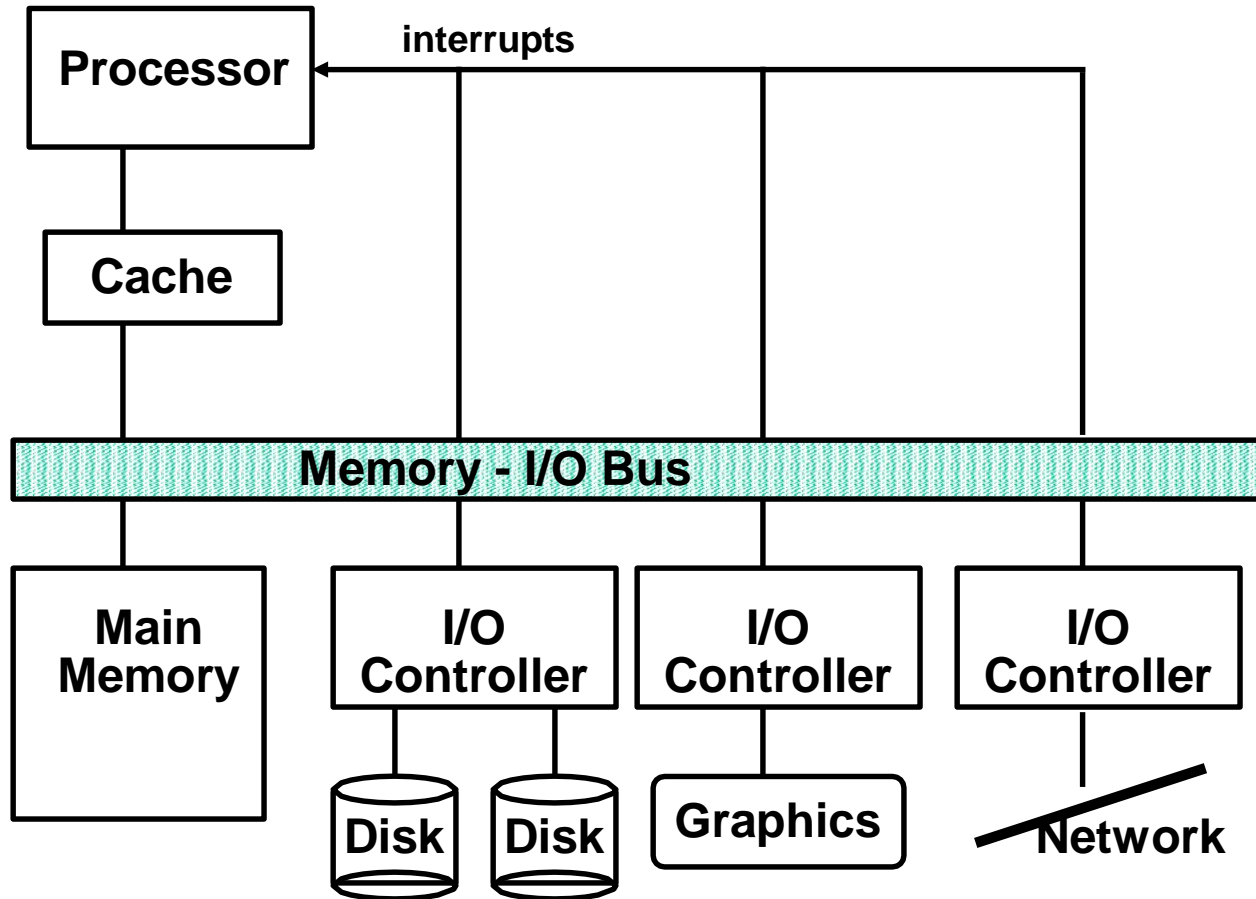 interrupts
Processor
Cache
Memory - I/O Bus
Main
Memory
I/O
Controller
I/O
Controller
I/O
Controller
Disk
Disk
Graphics
Network